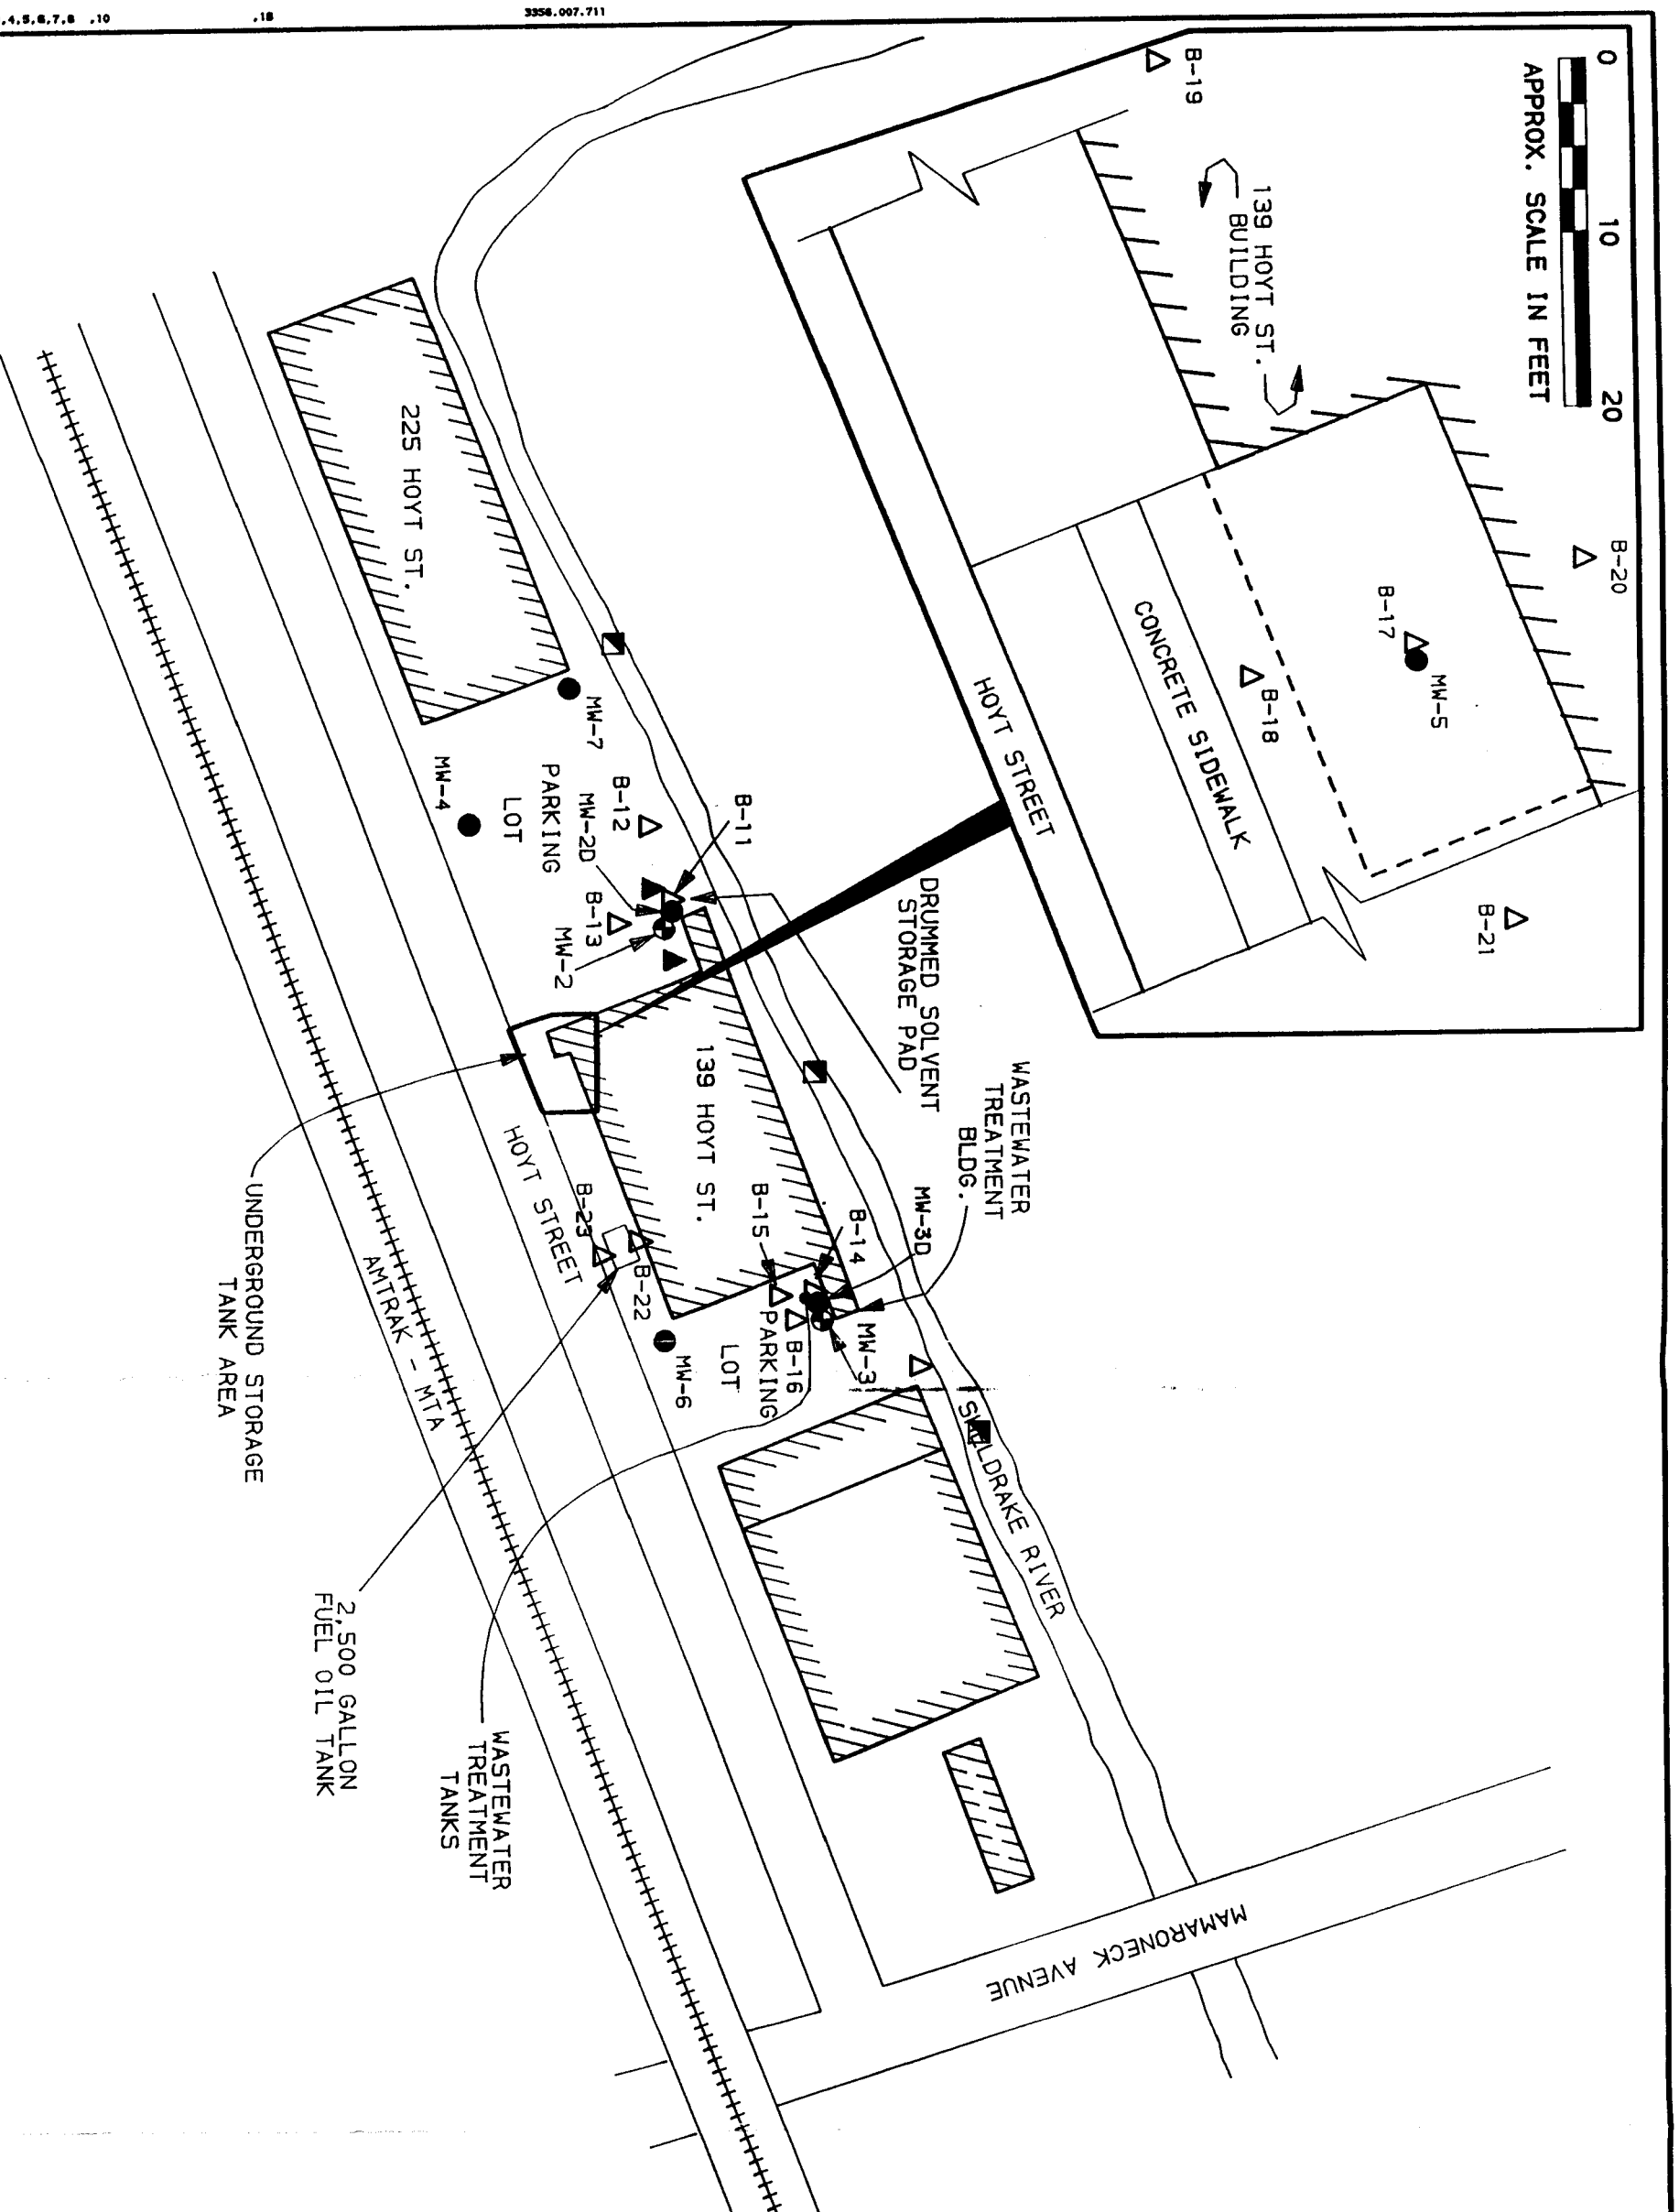 ,4,5,6,7,8 ,10
,18
3356.007.711
0
10
20
APPROX. SCALE IN FEET
B-19
139 HOYT ST.
BUILDING
B-20
B-17
MW-5
B-18
CONCRETE SIDEWALK
HOYT STREET
B-21
225 HOYT ST.
MW-7
MW-4
PARKING
LOT
B-12
MW-2D
B-11
B-13
MW-2
DRUMMED SOLVENT
STORAGE PAD
139 HOYT ST.
WASTEWATER
TREATMENT
BLDG.
MW-3D
B-14
B-15
B-16
MW-3
PARKING
LOT
MW-6
B-22
B-23
HOYT STREET
AMTRAK - MTA
UNDERGROUND STORAGE
TANK AREA
2,500 GALLON
FUEL OIL TANK
WASTEWATER
TREATMENT
TANKS
SHELDRAKE RIVER
MAMARONECK AVENUE